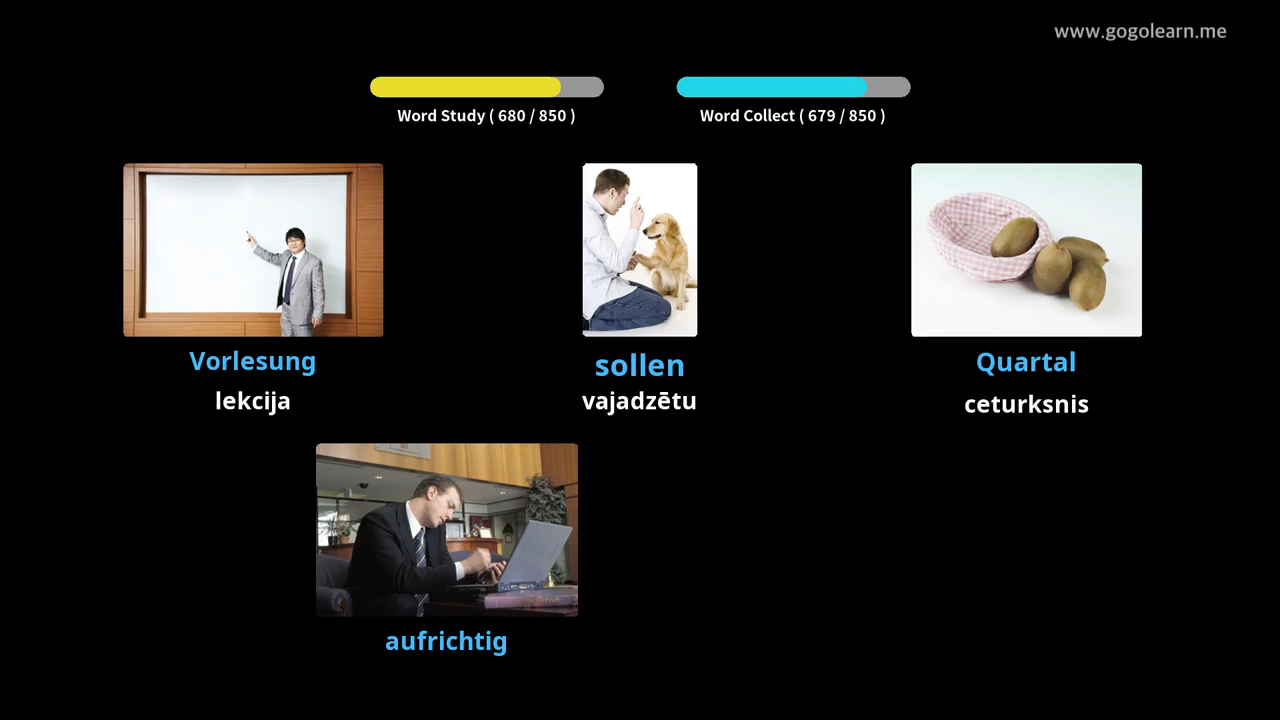 www.gogolearn.me
Word Study ( 680 / 850 )
Word Collect ( 679 / 850 )
Vorlesung
lekcija
sollen
vajadzētu
Quartal
ceturksnis
aufrichtig